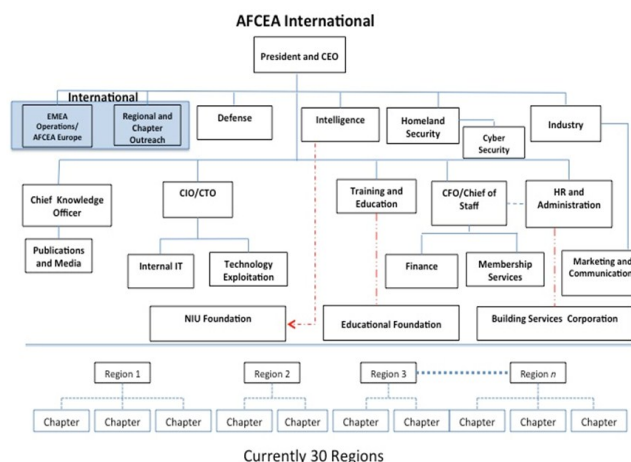 AFCEA International
President and CEO
International
EMEA
Operations/
AFCEA Europe
Regional and
Chapter
Outreach
Defense
Intelligence
Homeland
Security
Cyber
Security
Industry
Chief Knowledge
Officer
CIO/CTO
Training and
Education
CFO/Chief of
Staff
HR and
Administration
Publications
and Media
Internal IT
Technology
Exploitation
Finance
Membership
Services
Marketing and
Communication
NIU Foundation
Educational Foundation
Building Services Corporation
Region 1
Region 2
Region 3
Region n
Chapter
Chapter
Chapter
Chapter
Chapter
Chapter
Chapter
Chapter
Chapter
Chapter
Currently 30 Regions